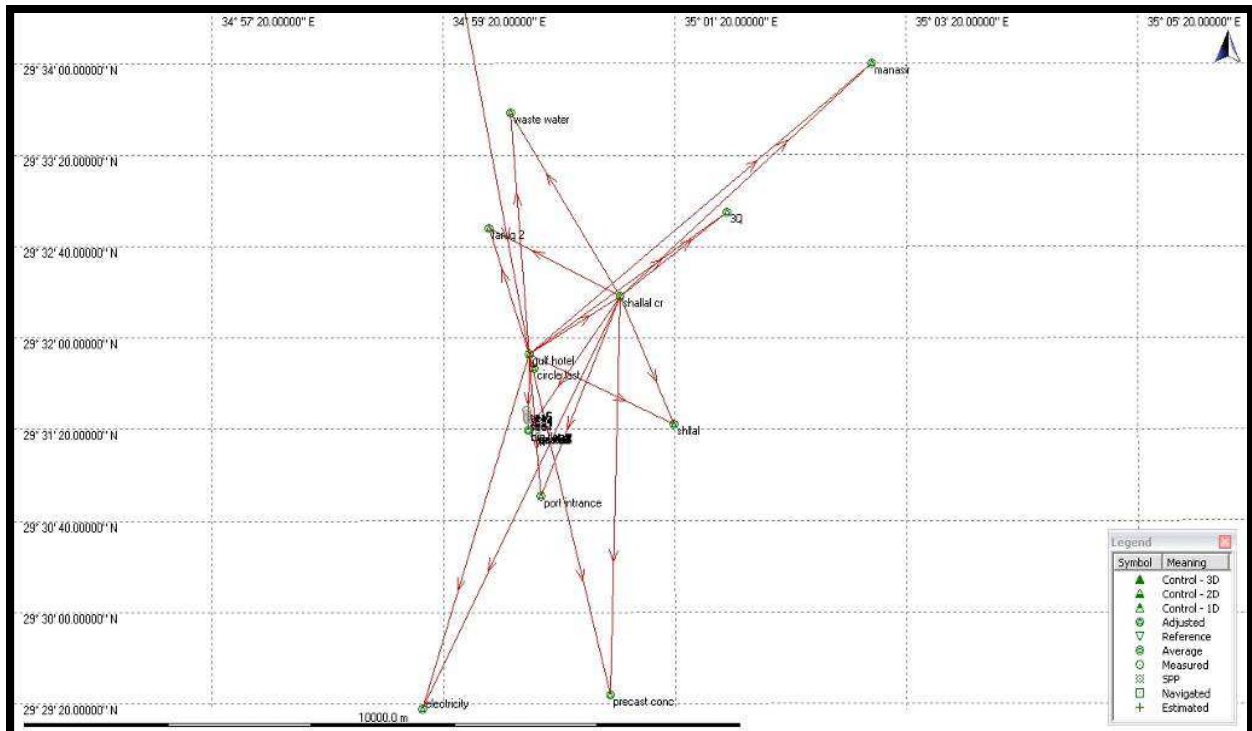 34° 57' 20.00000'' E
34° 59' 20.00000'' E
35° 01' 20.00000'' E
35° 03' 20.00000'' E
35° 05' 20.00000'' E
29° 34' 00.00000'' N
manasir
waste water
29° 33' 20.00000'' N
3Q
29° 32' 40.00000'' N
shallal cr
29° 32' 00.00000'' N
gulf hotel
circle last
29° 31' 20.00000'' N
shilal
port intrance
29° 30' 40.00000'' N
Legend
Symbol Meaning
Control - 3D
Control - 2D
Control - 1D
Adjusted
Reference
Average
Measured
SPP
Navigated
Estimated
29° 30' 00.00000'' N
electricity
precast conc
29° 29' 20.00000'' N
10000.0 m